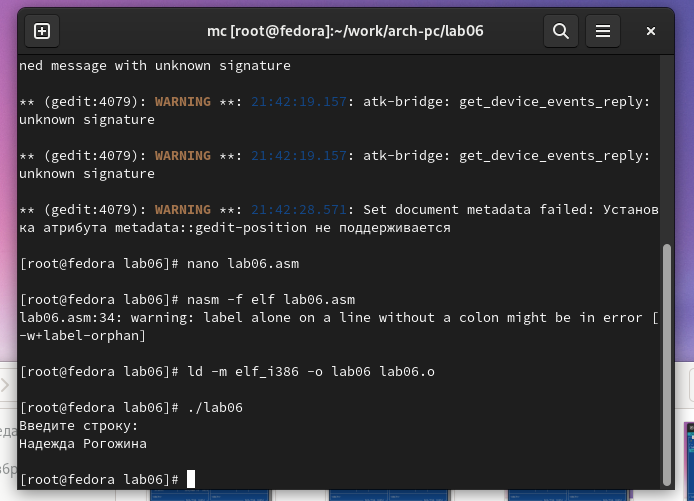 mc [root@fedora]:~/work/arch-pc/lab06
ned message with unknown signature
** (gedit:4079): WARNING **: 21:42:19.157: atk-bridge: get_device_events_reply:
unknown signature
** (gedit:4079): WARNING **: 21:42:19.157: atk-bridge: get_device_events_reply:
unknown signature
** (gedit:4079): WARNING **: 21:42:28.571: Set document metadata failed: Установ
ка атрибута metadata::gedit-position не поддерживается
[root@fedora lab06]# nano lab06.asm
[root@fedora lab06]# nasm -f elf lab06.asm
lab06.asm:34: warning: label alone on a line without a colon might be in error [
-w+label-orphan]
[root@fedora lab06]# ld -m elf_i386 -o lab06 lab06.o
[root@fedora lab06]# ./lab06
Введите строку:
Надежда Рогожина
[root@fedora lab06]#